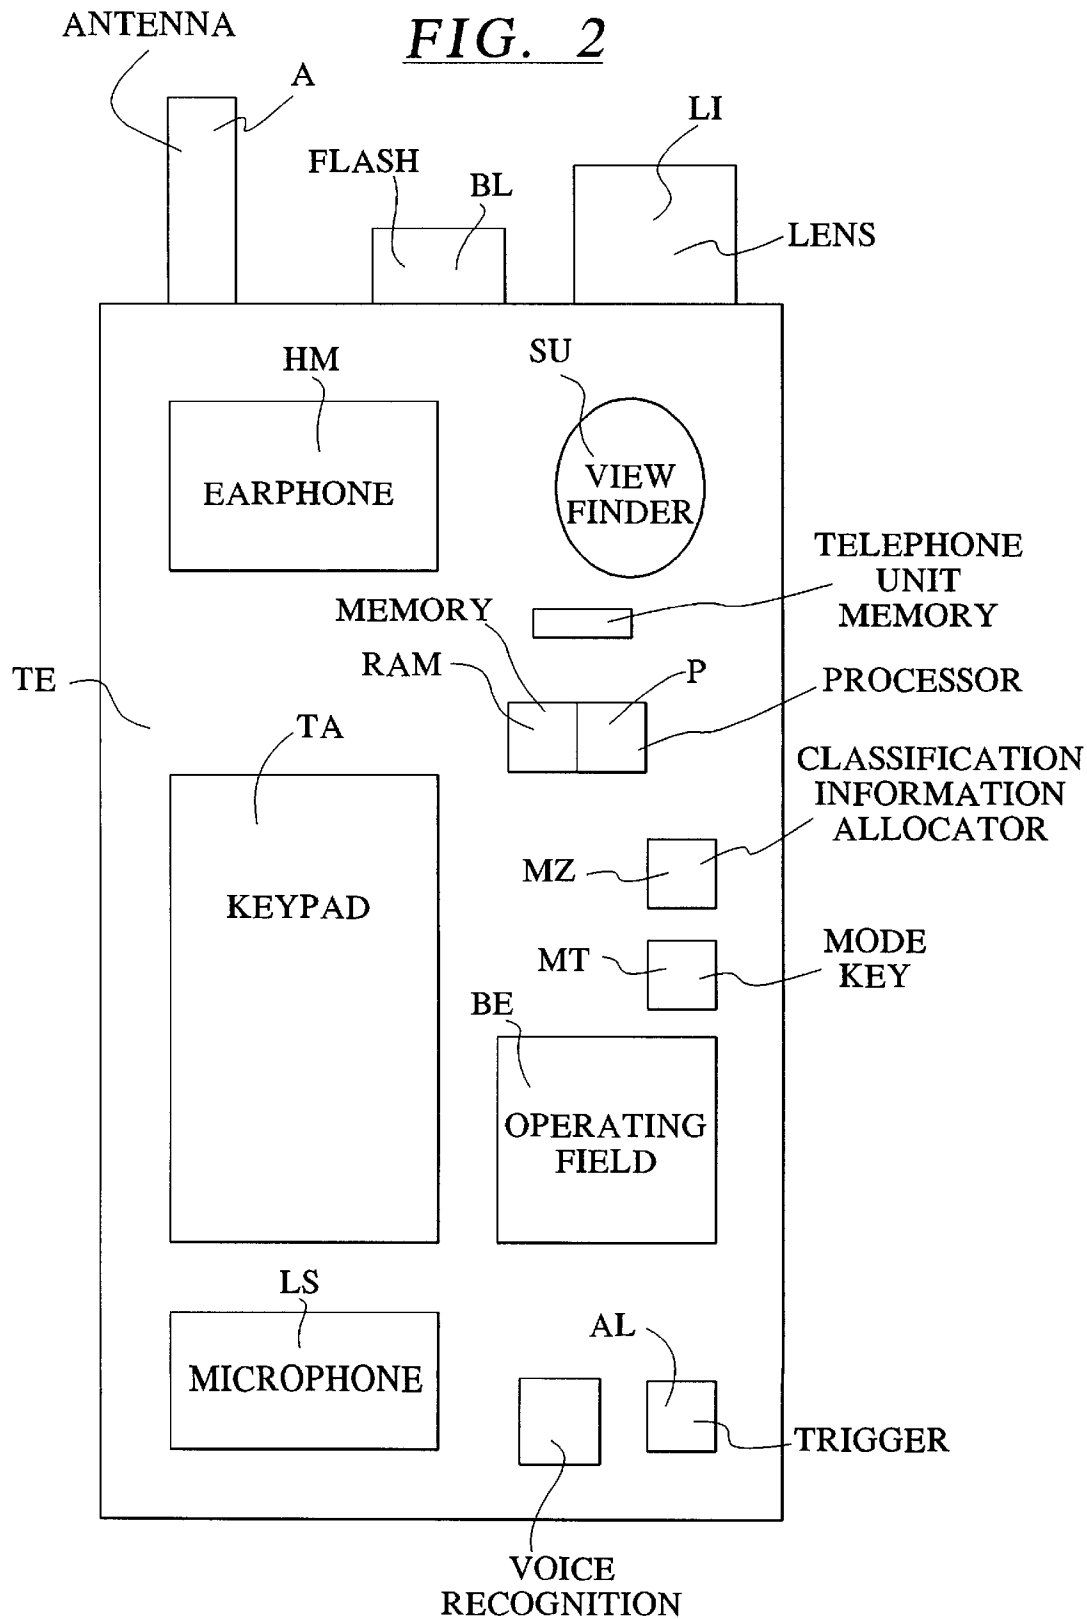 FIG. 2
ANTENNA
A
FLASH
BL
LI
LENS
HM
SU
EARPHONE
VIEW
FINDER
TELEPHONE
UNIT
MEMORY
MEMORY
RAM
P
PROCESSOR
TE
TA
CLASSIFICATION
INFORMATION
ALLOCATOR
MZ
KEYPAD
MT
MODE
KEY
BE
OPERATING
FIELD
LS
MICROPHONE
AL
TRIGGER
VOICE
RECOGNITION